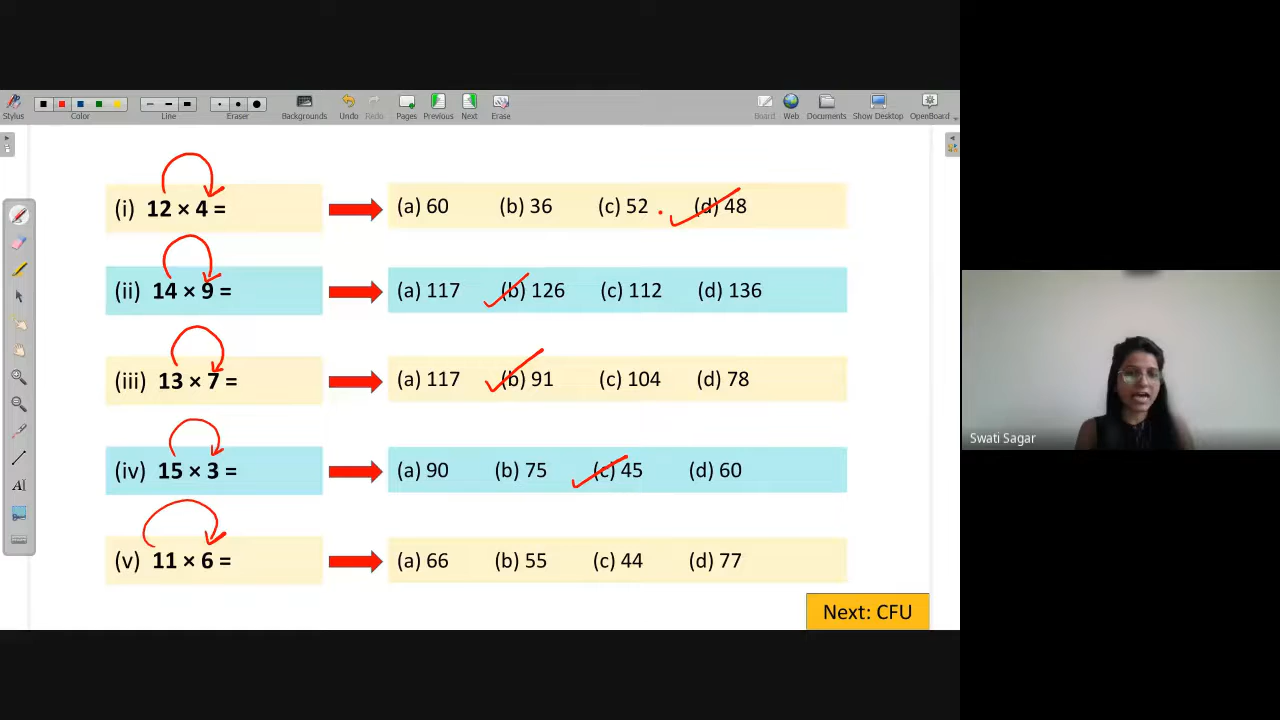 Stylus Color Line Eraser Backgrounds Undo Redo Pages Previous Next Erase Board Web Documents Show Desktop OpenBoard
(i) 12 × 4 = (a) 60 (b) 36 (c) 52 (d) 48
(ii) 14 × 9 = (a) 117 (b) 126 (c) 112 (d) 136
(iii) 13 × 7 = (a) 117 (b) 91 (c) 104 (d) 78
Swati Sagar
(iv) 15 × 3 = (a) 90 (b) 75 (c) 45 (d) 60
(v) 11 × 6 = (a) 66 (b) 55 (c) 44 (d) 77
Next: CFU